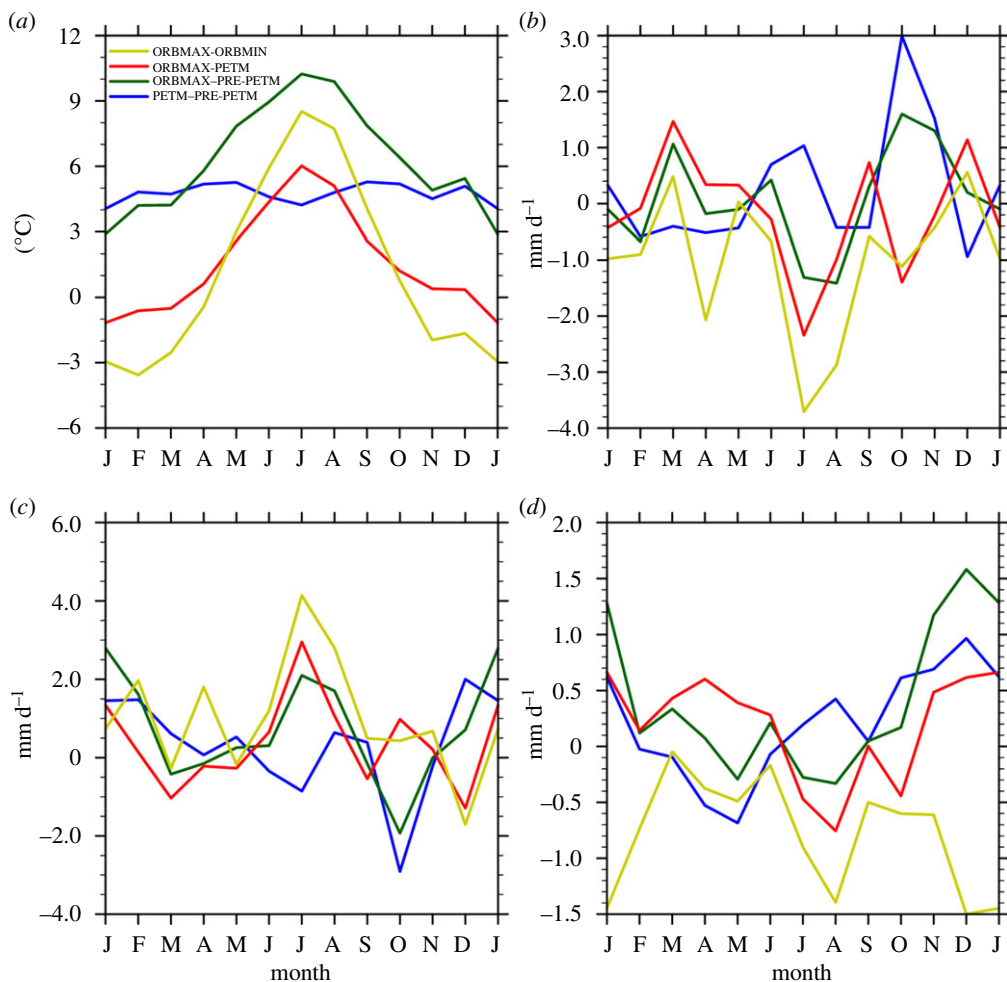 (a)
12
9
6
3
0
–3
–6
(°C)
ORBMAX-ORBMIN
ORBMAX-PETM
ORBMAX–PRE-PETM
PETM–PRE-PETM
J F M A M J J A S O N D J
(b)
3.0
2.0
1.0
0
–1.0
–2.0
–3.0
–4.0
mm d–1
J F M A M J J A S O N D J
(c)
6.0
4.0
2.0
0
–2.0
–4.0
mm d–1
J F M A M J J A S O N D J
month
(d)
2.0
1.5
1.0
0.5
0
–0.5
–1.0
–1.5
mm d–1
J F M A M J J A S O N D J
month